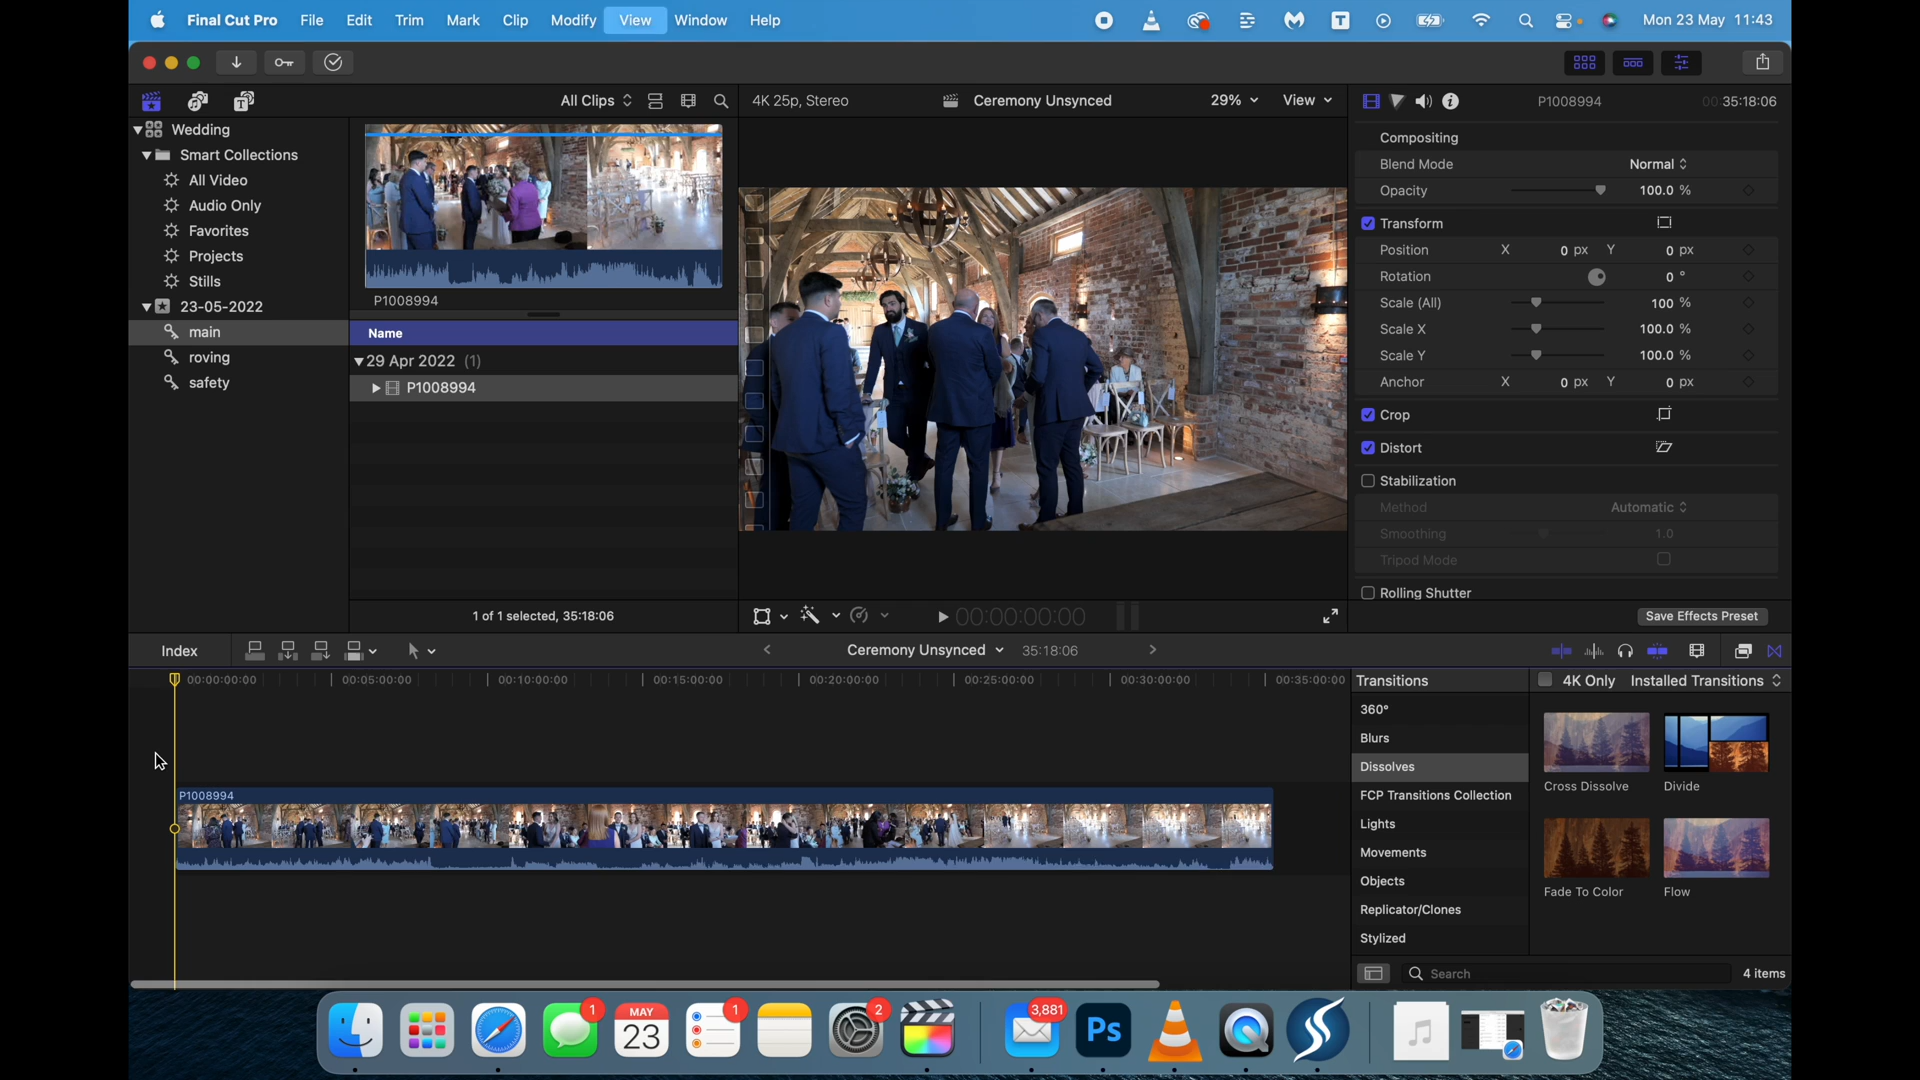 Final Cut Pro File Edit Trim Mark Clip Modify View Window Help Mon 23 May 11:43
All Clips 4K 25p, Stereo Ceremony Unsynced 29% View P1008994 00:35:18:06
Wedding
Smart Collections
All Video
Audio Only
Favorites
Projects
Stills
23-05-2022
main
roving
safety
P1008994
Name
29 Apr 2022 (1)
P1008994
1 of 1 selected, 35:18:06
00:00:00:00
Compositing
Blend Mode Normal
Opacity 100.0 %
Transform
Position X 0 px Y 0 px
Rotation 0 °
Scale (All) 100 %
Scale X 100.0 %
Scale Y 100.0 %
Anchor X 0 px Y 0 px
Crop
Distort
Stabilization
Method Automatic
Smoothing 1.0
Tripod Mode
Rolling Shutter
Save Effects Preset
Index Ceremony Unsynced 35:18:06
00:00:00:00 00:05:00:00 00:10:00:00 00:15:00:00 00:20:00:00 00:25:00:00 00:30:00:00 00:35:00:00
P1008994
Transitions 4K Only Installed Transitions
360°
Blurs
Dissolves
FCP Transitions Collection
Lights
Movements
Objects
Replicator/Clones
Stylized
Cross Dissolve Divide
Fade To Color Flow
Search 4 items
1 MAY 23 1 2 3,881 Ps